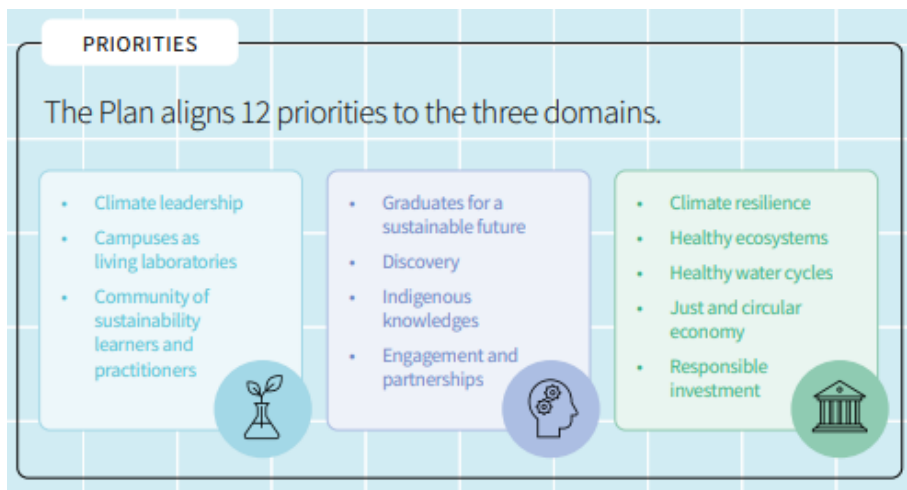 PRIORITIES
The Plan aligns 12 priorities to the three domains.
• Climate leadership
• Campuses as
living laboratories
• Community of
sustainability
learners and
practitioners
• Graduates for a
sustainable future
• Discovery
• Indigenous
knowledges
• Engagement and
partnerships
• Climate resilience
• Healthy ecosystems
• Healthy water cycles
• Just and circular
economy
• Responsible
investment